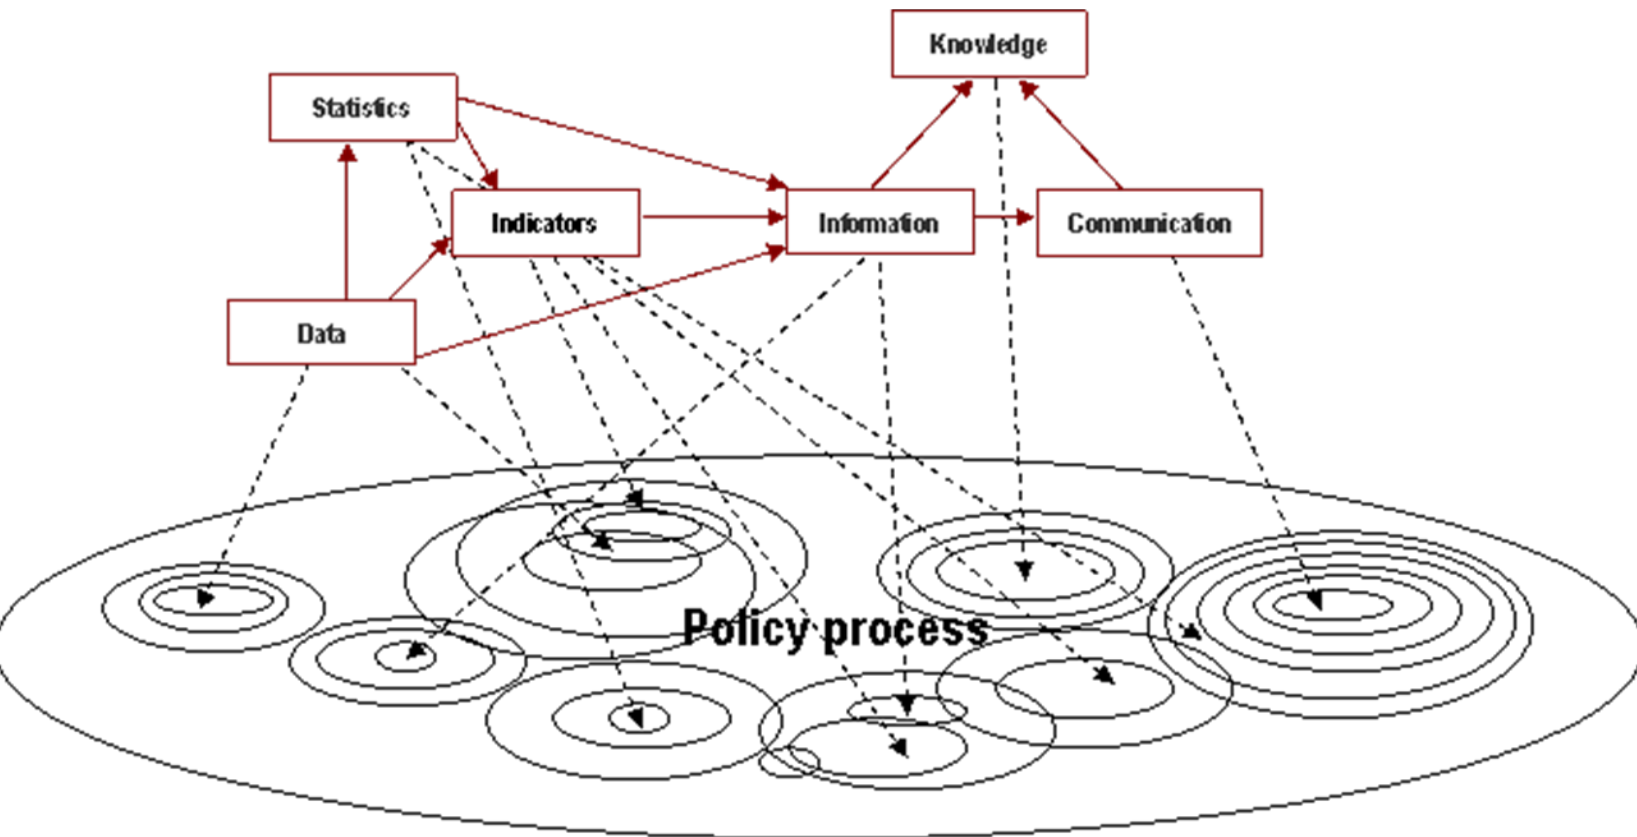 Knowledge
Statistics
Indicators
Information
Communication
Data
Policy process